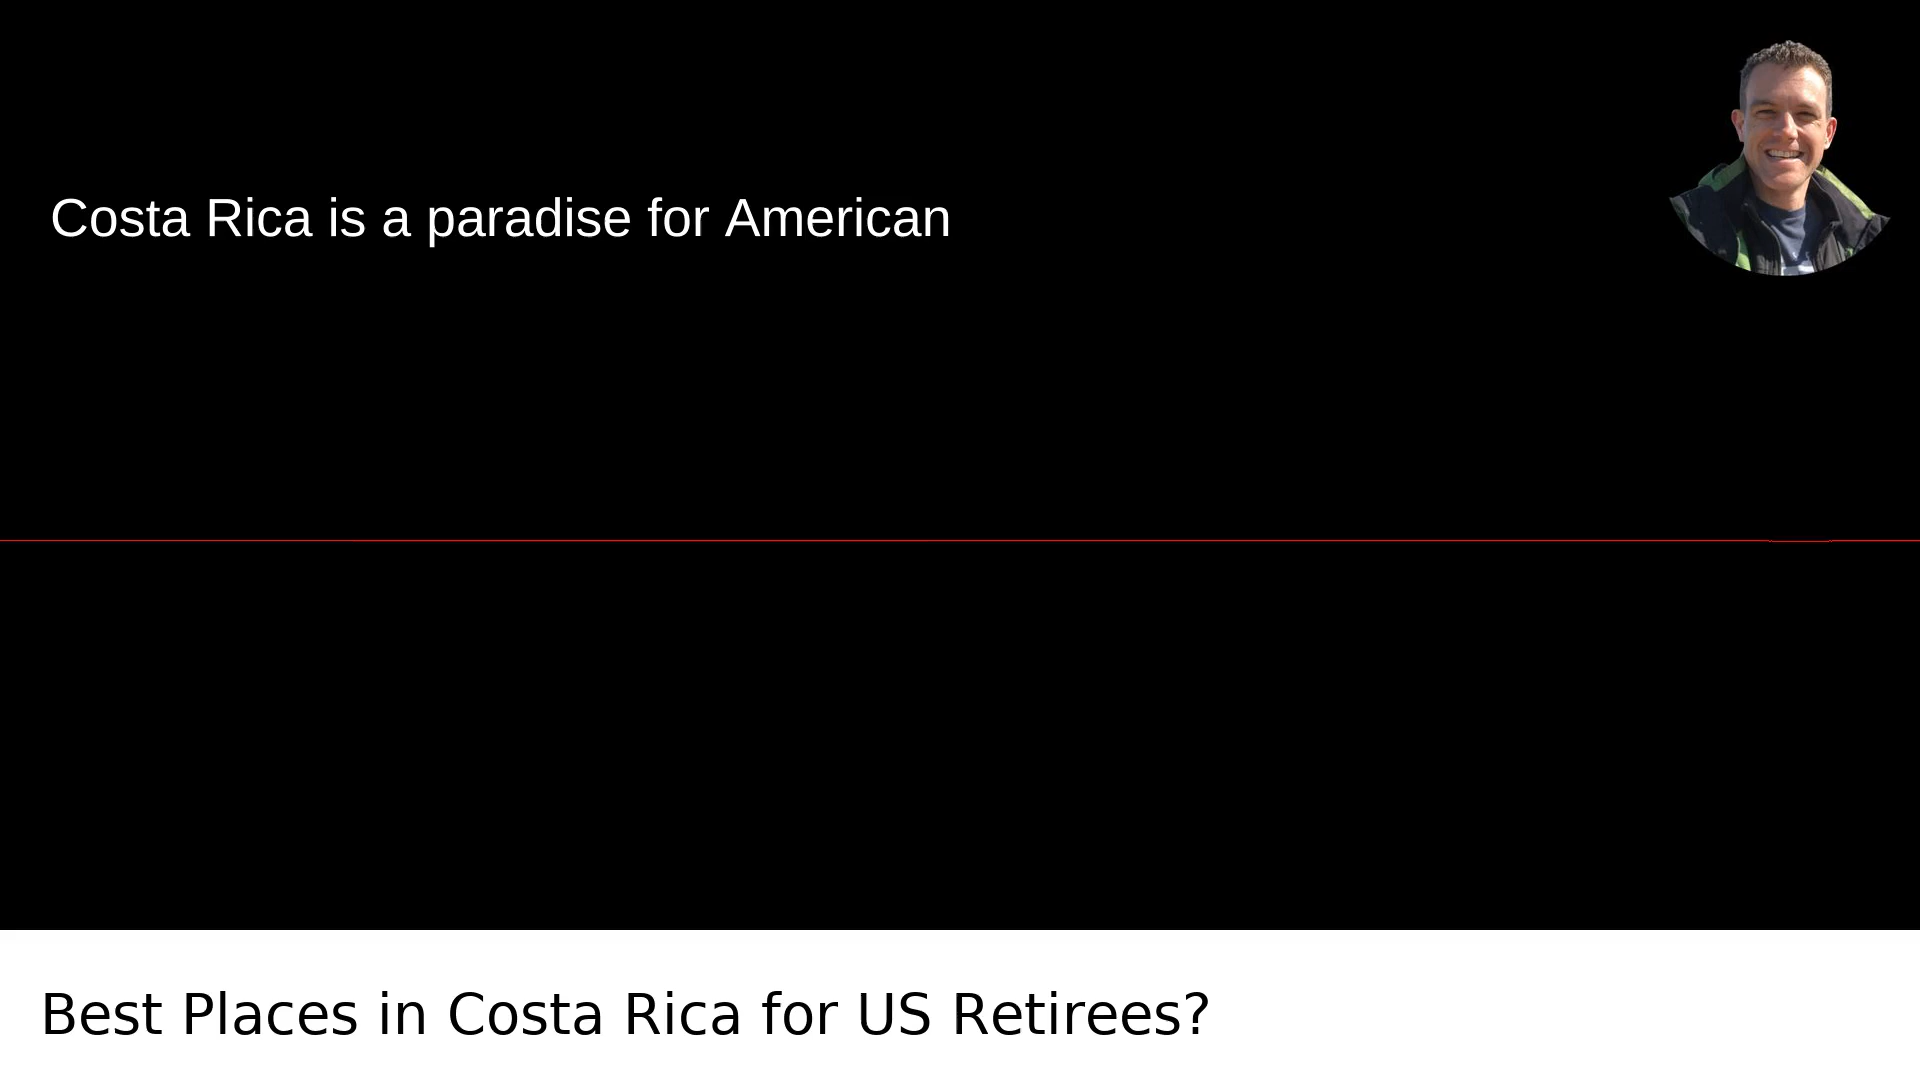 Costa Rica is a paradise for American
Best Places in Costa Rica for US Retirees?